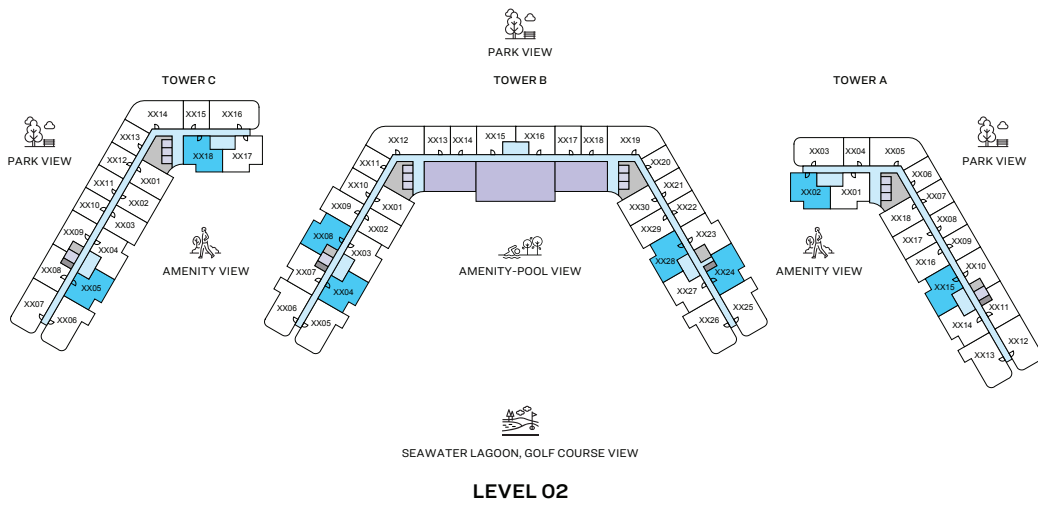 PARK VIEW
TOWER C
TOWER B
TOWER A
PARK VIEW
PARK VIEW
XX14
XX15
XX16
XX13
XX12
XX11
XX10
XX09
XX08
XX07
XX18
XX17
XX01
XX02
XX03
XX04
XX05
XX06
AMENITY VIEW
XX12
XX13
XX14
XX15
XX16
XX17
XX18
XX19
XX11
XX10
XX09
XX08
XX07
XX06
XX01
XX02
XX03
XX04
XX05
AMENITY-POOL VIEW
XX20
XX21
XX22
XX23
XX24
XX25
XX30
XX29
XX28
XX27
XX26
AMENITY VIEW
XX03
XX04
XX05
XX02
XX01
XX06
XX07
XX08
XX09
XX10
XX11
XX12
XX18
XX17
XX16
XX15
XX14
XX13
SEAWATER LAGOON, GOLF COURSE VIEW
LEVEL 02